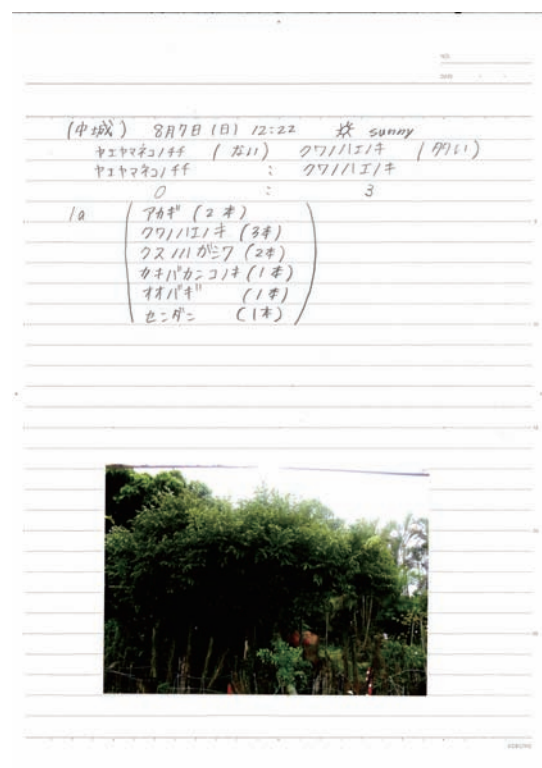 NO.
DATE
(中城) 8月7日(日) 12:22 sunny
ヤエヤマネコノチチ (ない) クワノハエノキ (多い)
ヤエヤマネコノチチ : クワノハエノキ
0 : 3
1a
アカギ (2本)
クワノハエノキ (3本)
クスノハガシワ (2本)
カキバカンコノキ (1本)
オオバギ (1本)
センダン (1本)
KOKUYO